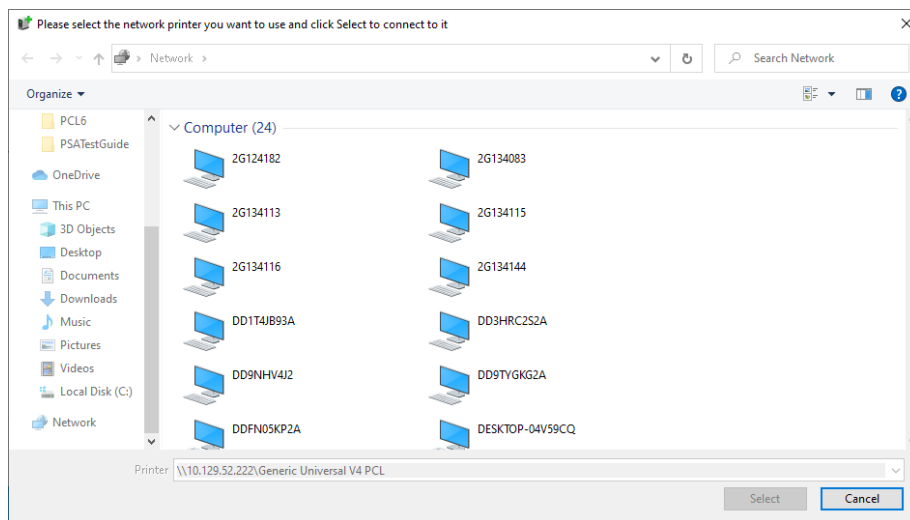 Please select the network printer you want to use and click Select to connect to it
Network
Search Network
Organize
PCL6
PSATestGuide
OneDrive
This PC
3D Objects
Desktop
Documents
Downloads
Music
Pictures
Videos
Local Disk (C:)
Network
Computer (24)
2G124182
2G134083
2G134113
2G134115
2G134116
2G134144
DD1T4JB93A
DD3HRC2S2A
DD9NHV4J2
DD9TYGKG2A
DDFN05KP2A
DESKTOP-04V59CQ
Printer \\10.129.52.222\Generic Universal V4 PCL
Select
Cancel